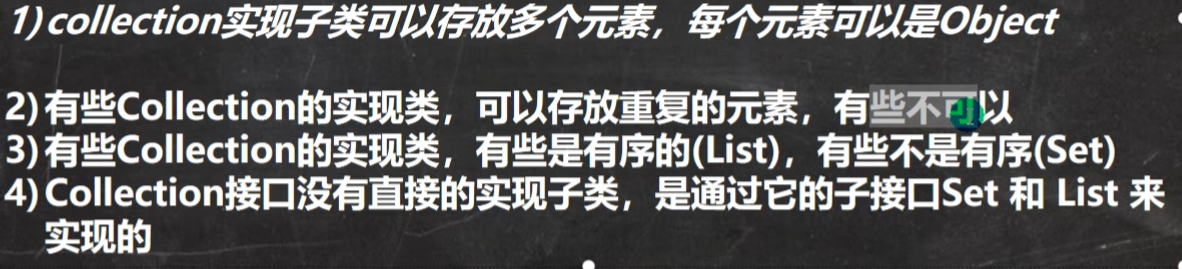 1)collection实现子类可以存放多个元素，每个元素可以是Object
2)有些Collection的实现类，可以存放重复的元素，有些不可以
3)有些Collection的实现类，有些是有序的(List)，有些不是有序(Set)
4)Collection接口没有直接的实现子类，是通过它的子接口Set 和 List 来
实现的